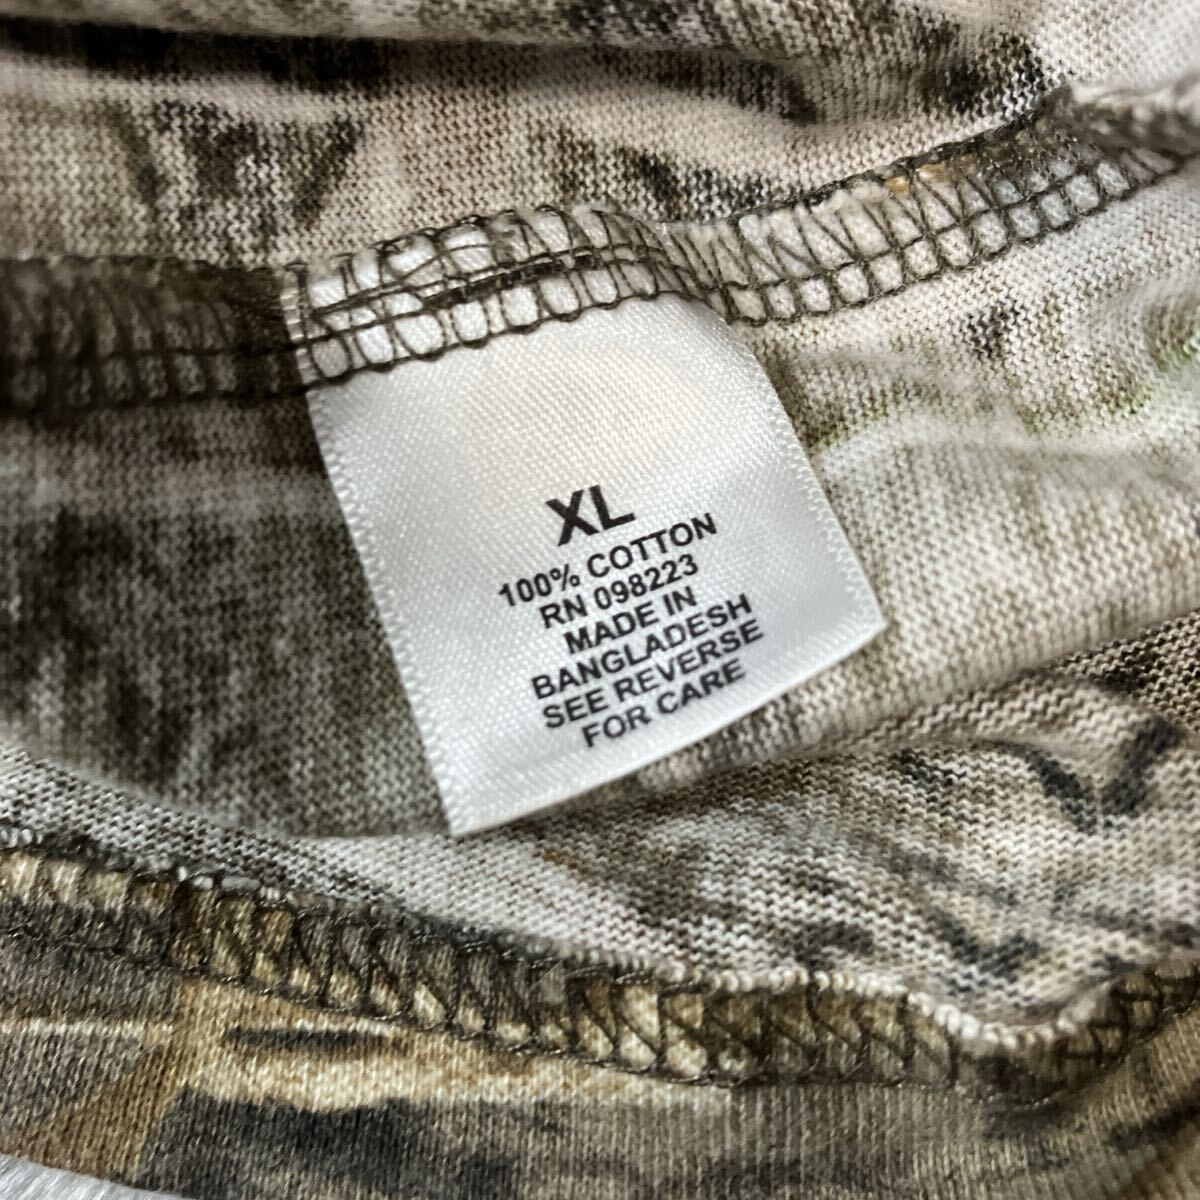 XL
100% COTTON
RN 098223
MADE IN
BANGLADESH
SEE REVERSE
FOR CARE